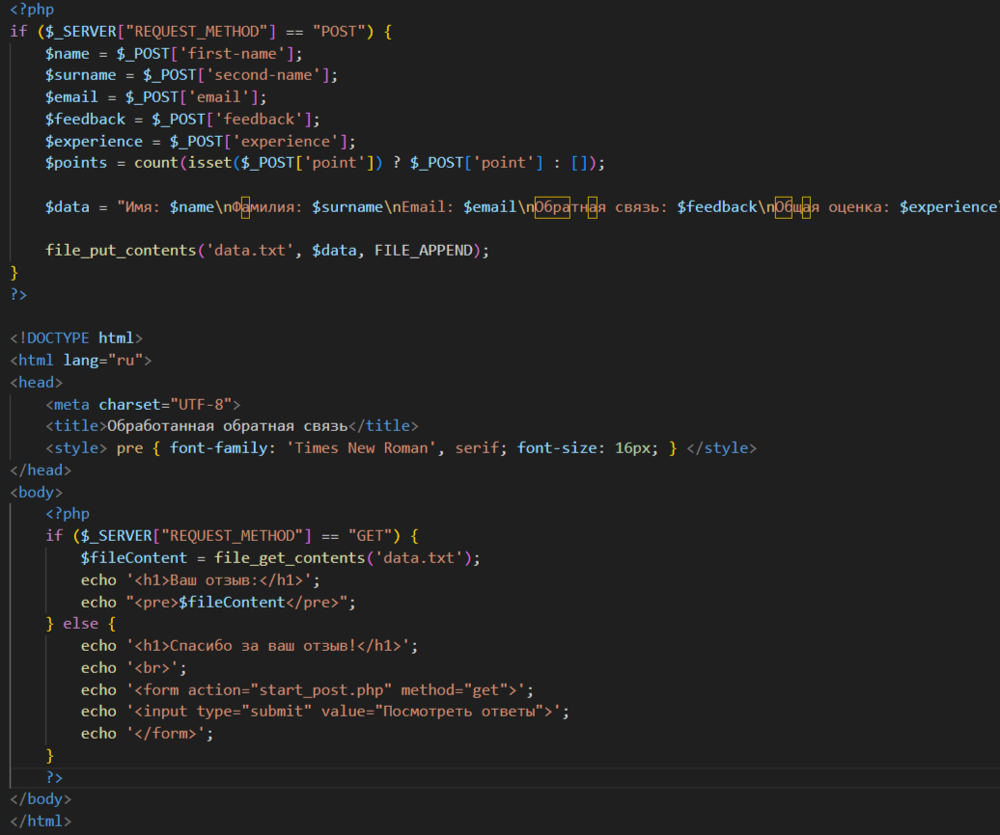 <?php
if ($_SERVER["REQUEST_METHOD"] == "POST") {
    $name = $_POST['first-name'];
    $surname = $_POST['second-name'];
    $email = $_POST['email'];
    $feedback = $_POST['feedback'];
    $experience = $_POST['experience'];
    $points = count(isset($_POST['point']) ? $_POST['point'] : []);
    $data = "Имя: $name\nФамилия: $surname\nEmail: $email\nОбратная связь: $feedback\nОбщая оценка: $experience\
    file_put_contents('data.txt', $data, FILE_APPEND);
}
?>
<!DOCTYPE html>
<html lang="ru">
<head>
    <meta charset="UTF-8">
    <title>Обработанная обратная связь</title>
    <style> pre { font-family: 'Times New Roman', serif; font-size: 16px; } </style>
</head>
<body>
    <?php
    if ($_SERVER["REQUEST_METHOD"] == "GET") {
        $fileContent = file_get_contents('data.txt');
        echo '<h1>Ваш отзыв:</h1>';
        echo "<pre>$fileContent</pre>";
    } else {
        echo '<h1>Спасибо за ваш отзыв!</h1>';
        echo '<br>';
        echo '<form action="start_post.php" method="get">';
        echo '<input type="submit" value="Посмотреть ответы">';
        echo '</form>';
    }
    ?>
</body>
</html>